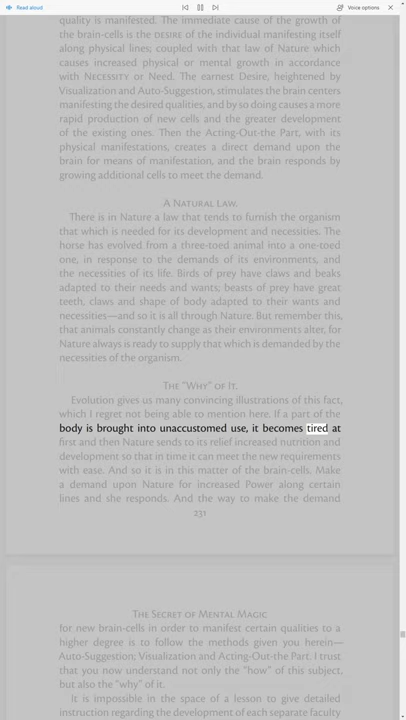 Read aloud
Voice options
quality is manifested. The immediate cause of the growth of
the brain-cells is the DESIRE of the individual manifesting itself
along physical lines; coupled with that law of Nature which
causes increased physical or mental growth in accordance
with NECESSITY or Need. The earnest Desire, heightened by
Visualization and Auto-Suggestion, stimulates the brain centers
manifesting the desired qualities, and by so doing causes a more
rapid production of new cells and the greater development
of the existing ones. Then the Acting-Out-the Part, with its
physical manifestations, creates a direct demand upon the
brain for means of manifestation, and the brain responds by
growing additional cells to meet the demand.
A NATURAL LAW.
There is in Nature a law that tends to furnish the organism
that which is needed for its development and necessities. The
horse has evolved from a three-toed animal into a one-toed
one, in response to the demands of its environments, and
the necessities of its life. Birds of prey have claws and beaks
adapted to their needs and wants; beasts of prey have great
teeth, claws and shape of body adapted to their wants and
necessities—and so it is all through Nature. But remember this,
that animals constantly change as their environments alter, for
Nature always is ready to supply that which is demanded by the
necessities of the organism.
THE "WHY" OF IT.
Evolution gives us many convincing illustrations of this fact,
which I regret not being able to mention here. If a part of the
body is brought into unaccustomed use, it becomes tired at
first and then Nature sends to its relief increased nutrition and
development so that in time it can meet the new requirements
with ease. And so it is in this matter of the brain-cells. Make
a demand upon Nature for increased Power along certain
lines and she responds. And the way to make the demand
231
THE SECRET OF MENTAL MAGIC
for new brain-cells in order to manifest certain qualities to a
higher degree is to follow the methods given you herein—
Auto-Suggestion; Visualization and Acting-Out-the Part. I trust
that you now understand not only the "how" of this subject,
but also the "why" of it.
It is impossible in the space of a lesson to give detailed
instruction regarding the development of each separate faculty